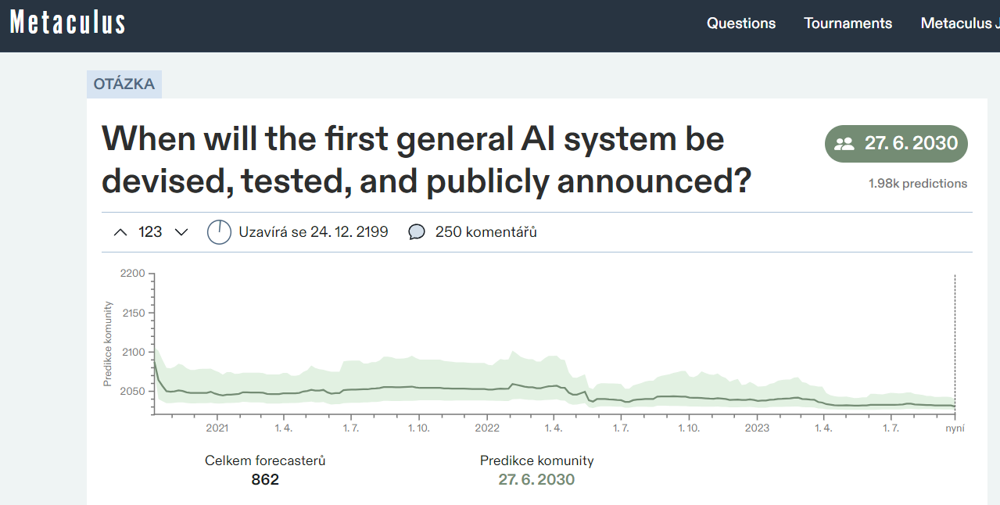 Metaculus
Questions Tournaments Metaculus J
OTÁZKA
When will the first general AI system be
devised, tested, and publicly announced?
27. 6. 2030
1.98k predictions
123 Uzavírá se 24. 12. 2199 250 komentářů
Predikce komunity
2200
2150
2100
2050
2021 1. 4. 1. 7. 1. 10. 2022 1. 4. 1. 7. 1. 10. 2023 1. 4. 1. 7. nyní
Celkem forecasterů Predikce komunity
862 27. 6. 2030